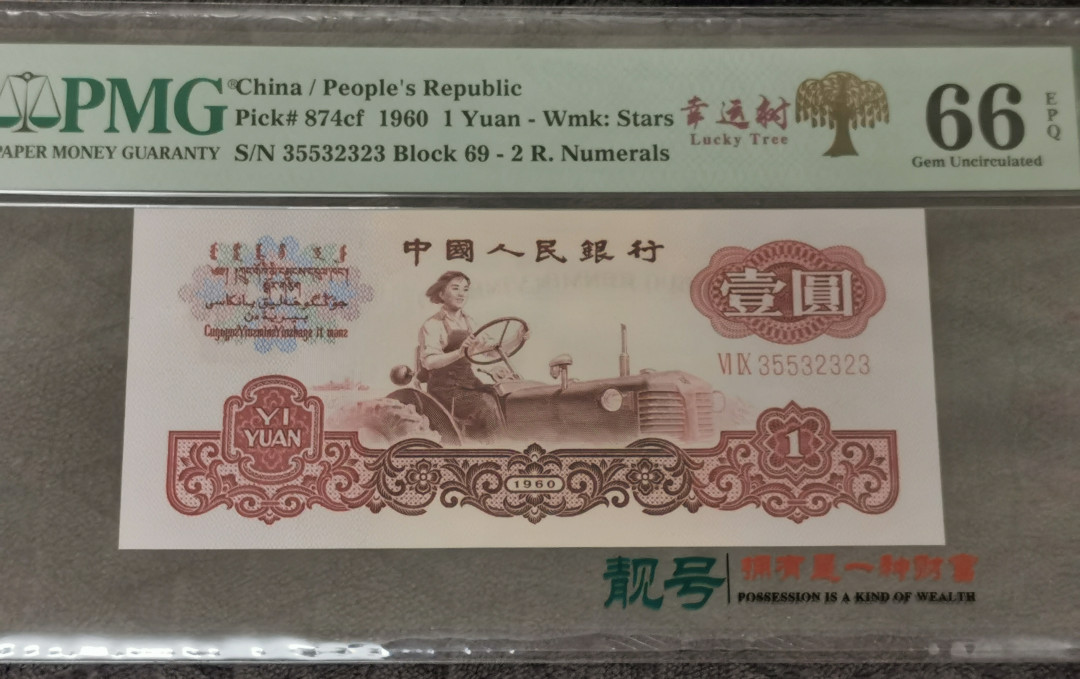 PMG®
PAPER MONEY GUARANTY
China / People's Republic
Pick# 874cf 1960 1 Yuan - Wmk: Stars
S/N 35532323 Block 69 - 2 R. Numerals
幸运树
Lucky Tree
66
EPQ
Gem Uncirculated
中國人民銀行
壹圓
ⅥⅨ 35532323
YI
YUAN
1
1960
靓号
拥有是一种财富
POSSESSION IS A KIND OF WEALTH